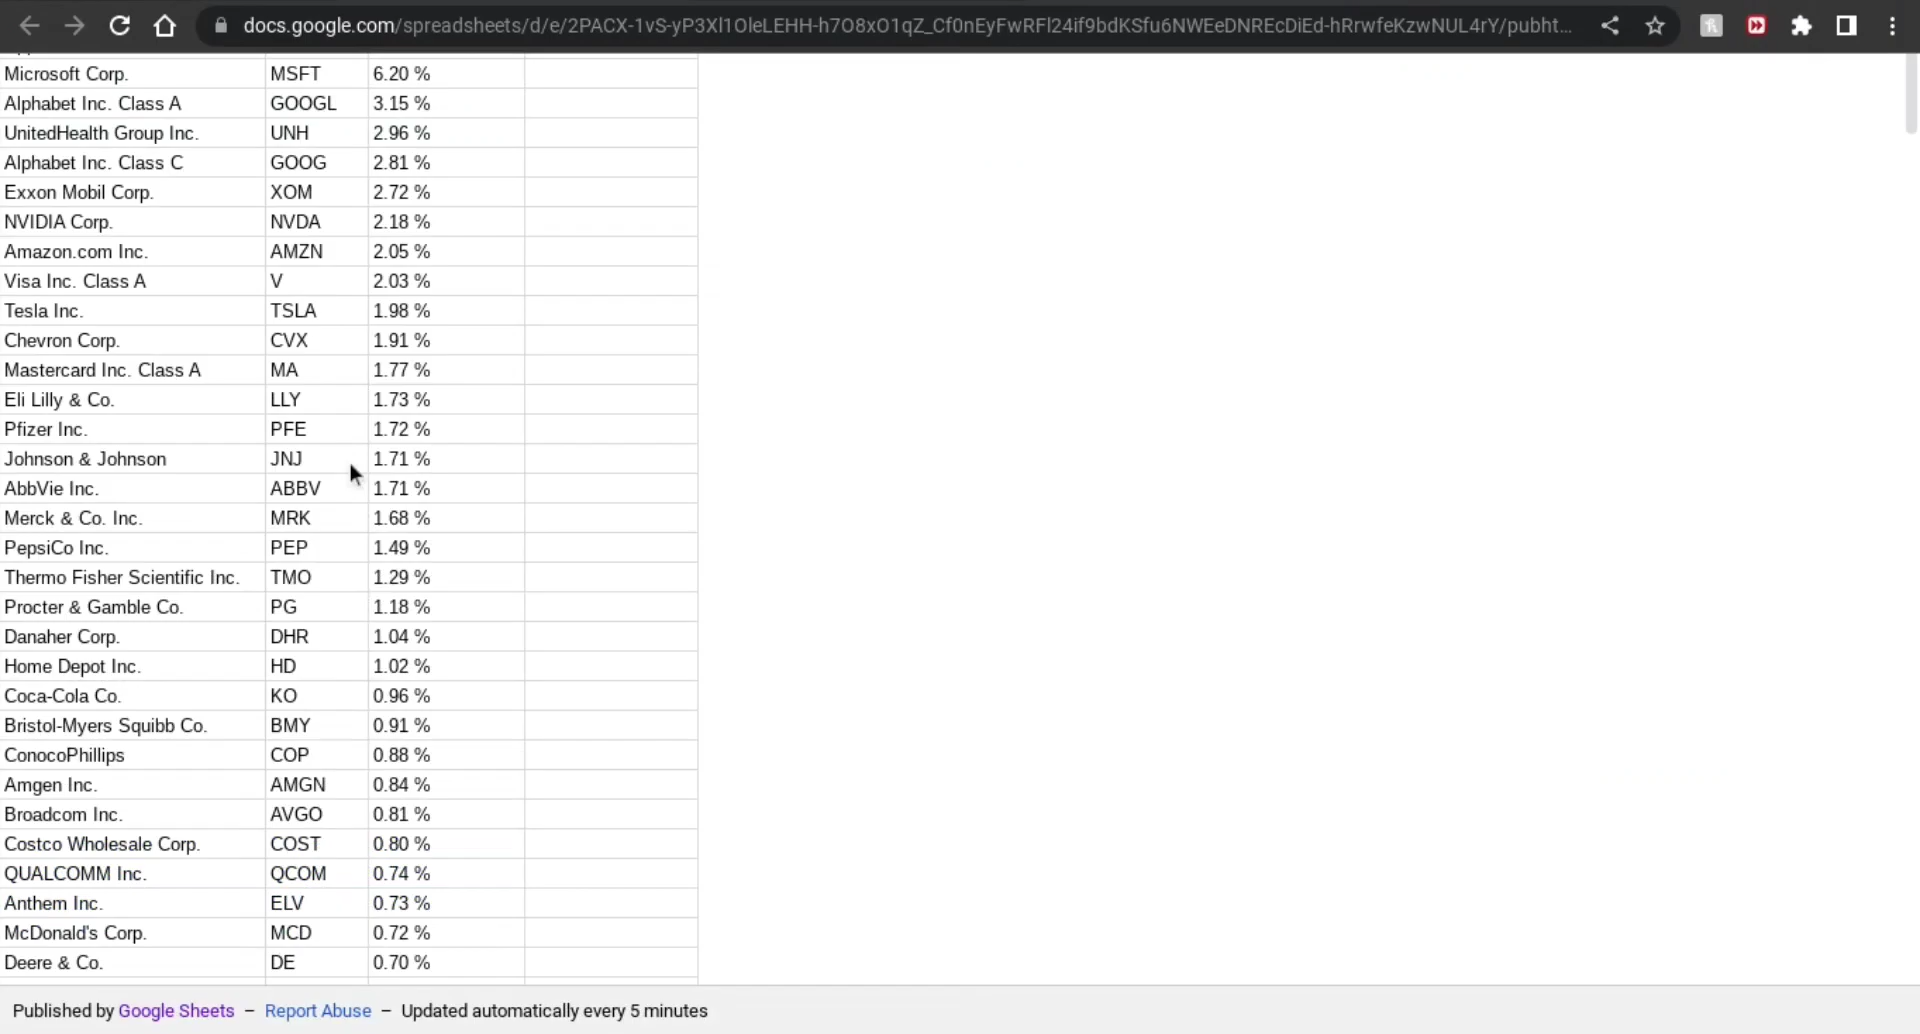 docs.google.com/spreadsheets/d/e/2PACX-1vS-yP3Xl1OleLEHH-h7O8xO1qZ_Cf0nEyFwRFl24if9bdKSfu6NWEeDNREcDiEd-hRrwfeKzwNUL4rY/pubht...
Microsoft Corp. MSFT 6.20 %
Alphabet Inc. Class A GOOGL 3.15 %
UnitedHealth Group Inc. UNH 2.96 %
Alphabet Inc. Class C GOOG 2.81 %
Exxon Mobil Corp. XOM 2.72 %
NVIDIA Corp. NVDA 2.18 %
Amazon.com Inc. AMZN 2.05 %
Visa Inc. Class A V 2.03 %
Tesla Inc. TSLA 1.98 %
Chevron Corp. CVX 1.91 %
Mastercard Inc. Class A MA 1.77 %
Eli Lilly & Co. LLY 1.73 %
Pfizer Inc. PFE 1.72 %
Johnson & Johnson JNJ 1.71 %
AbbVie Inc. ABBV 1.71 %
Merck & Co. Inc. MRK 1.68 %
PepsiCo Inc. PEP 1.49 %
Thermo Fisher Scientific Inc. TMO 1.29 %
Procter & Gamble Co. PG 1.18 %
Danaher Corp. DHR 1.04 %
Home Depot Inc. HD 1.02 %
Coca-Cola Co. KO 0.96 %
Bristol-Myers Squibb Co. BMY 0.91 %
ConocoPhillips COP 0.88 %
Amgen Inc. AMGN 0.84 %
Broadcom Inc. AVGO 0.81 %
Costco Wholesale Corp. COST 0.80 %
QUALCOMM Inc. QCOM 0.74 %
Anthem Inc. ELV 0.73 %
McDonald's Corp. MCD 0.72 %
Deere & Co. DE 0.70 %
Published by Google Sheets – Report Abuse – Updated automatically every 5 minutes